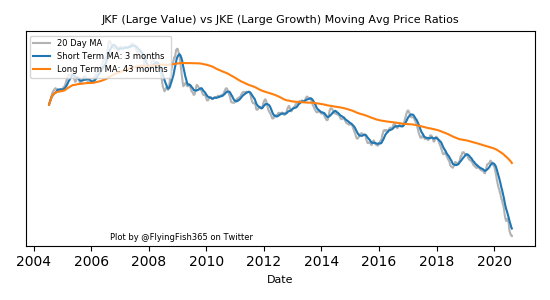 JKF (Large Value) vs JKE (Large Growth) Moving Avg Price Ratios
20 Day MA
Short Term MA: 3 months
Long Term MA: 43 months
Plot by @FlyingFish365 on Twitter
2004 2006 2008 2010 2012 2014 2016 2018 2020
Date